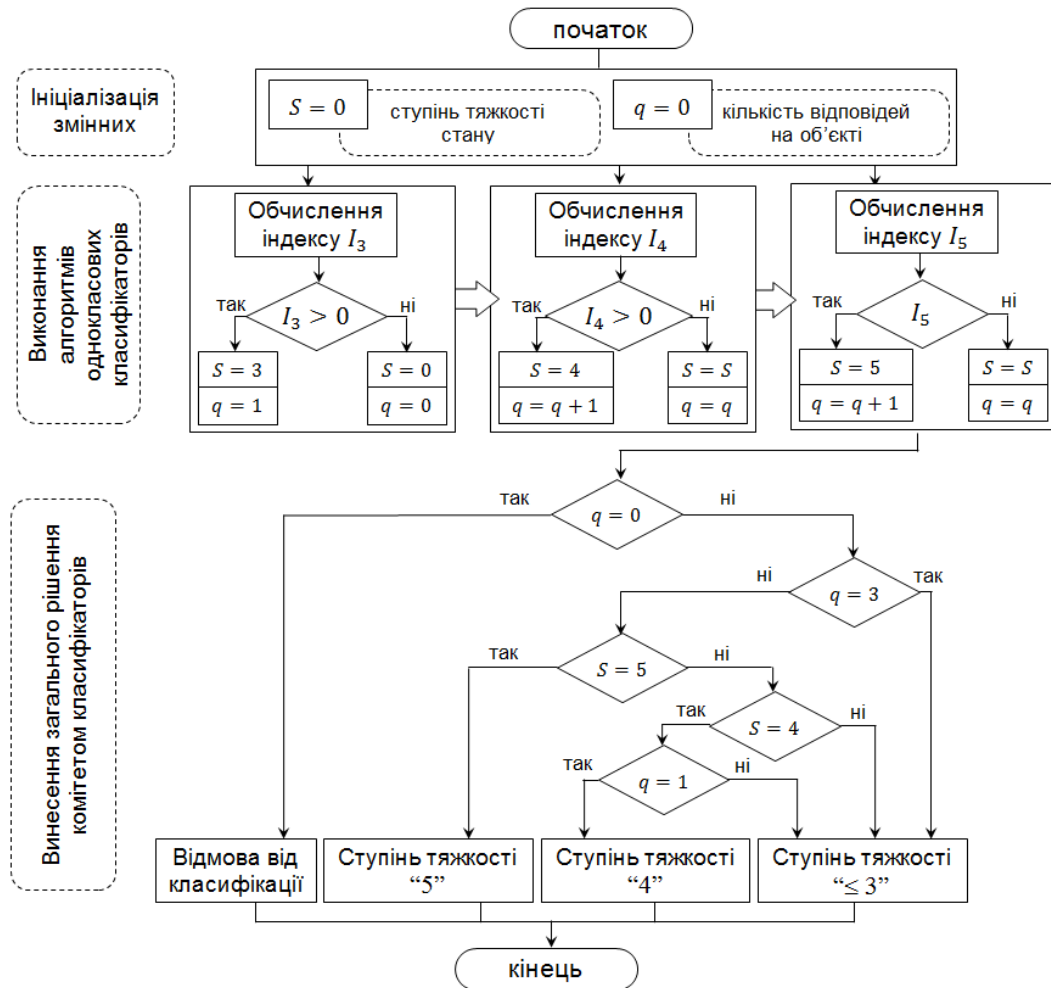 початок
Ініціалізація
змінних
S = 0
ступінь тяжкості
стану
q = 0
кількість відповідей
на об’єкті
Виконання
алгоритмів
однокласових
класифікаторів
Обчислення
індексу I₃
так
I₃ > 0
ні
S = 3
q = 1
S = 0
q = 0
Обчислення
індексу I₄
так
I₄ > 0
ні
S = 4
q = q + 1
S = S
q = q
Обчислення
індексу I₅
так
I₅
ні
S = 5
q = q + 1
S = S
q = q
Винесення загального рішення
комітетом класифікаторів
так
q = 0
ні
ні
q = 3
так
так
S = 5
ні
так
S = 4
ні
так
q = 1
ні
Відмова від
класифікації
Ступінь тяжкості
“5”
Ступінь тяжкості
“4”
Ступінь тяжкості
“≤ 3”
кінець